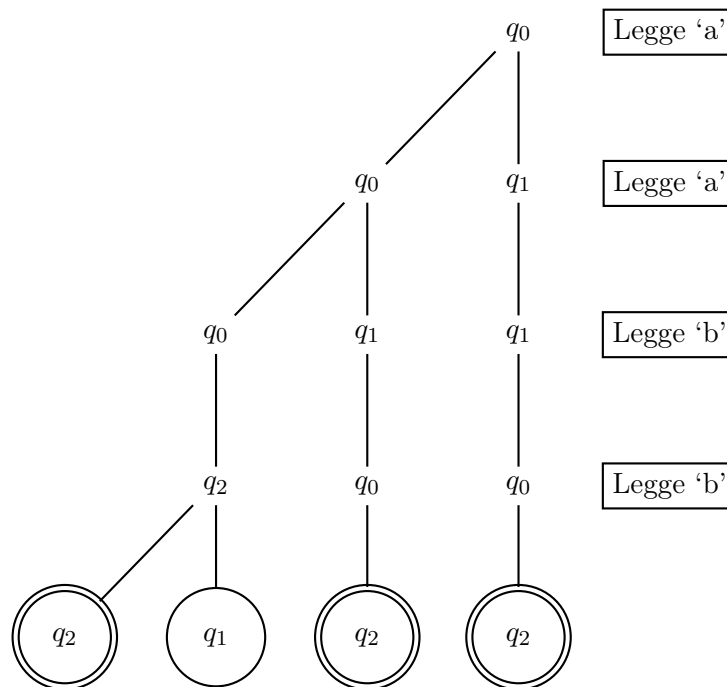 q₀ Legge ‘a’
q₀ q₁ Legge ‘a’
q₀ q₁ q₁ Legge ‘b’
q₂ q₀ q₀ Legge ‘b’
q₂ q₁ q₂ q₂